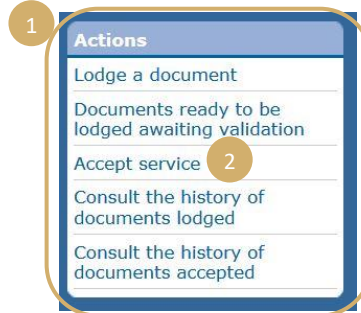 1
Actions
Lodge a document
Documents ready to be
lodged awaiting validation
Accept service 2
Consult the history of
documents lodged
Consult the history of
documents accepted